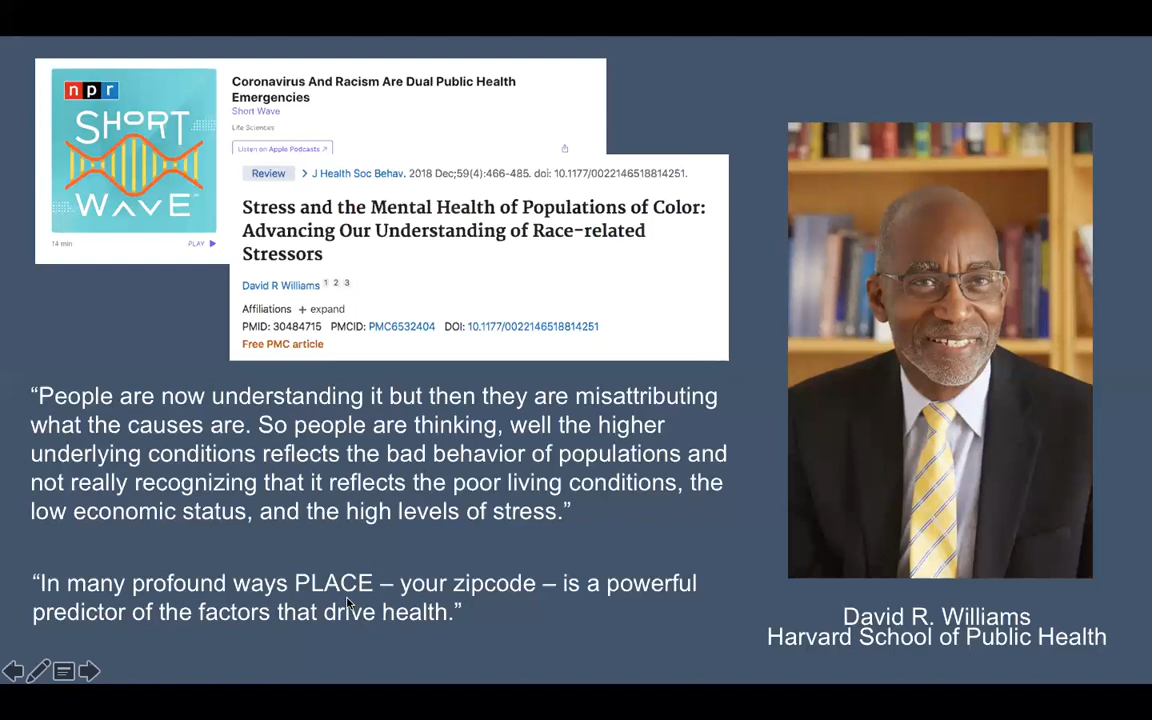 npr
SHORT
WAVE
14 min
PLAY
Coronavirus And Racism Are Dual Public Health
Emergencies
Short Wave
Life Sciences
Listen on Apple Podcasts ↗
Review > J Health Soc Behav. 2018 Dec;59(4):466-485. doi: 10.1177/0022146518814251.
Stress and the Mental Health of Populations of Color:
Advancing Our Understanding of Race-related
Stressors
David R Williams 1 2 3
Affiliations + expand
PMID: 30484715 PMCID: PMC6532404 DOI: 10.1177/0022146518814251
Free PMC article
“People are now understanding it but then they are misattributing
what the causes are. So people are thinking, well the higher
underlying conditions reflects the bad behavior of populations and
not really recognizing that it reflects the poor living conditions, the
low economic status, and the high levels of stress.”
“In many profound ways PLACE – your zipcode – is a powerful
predictor of the factors that drive health.”
David R. Williams
Harvard School of Public Health